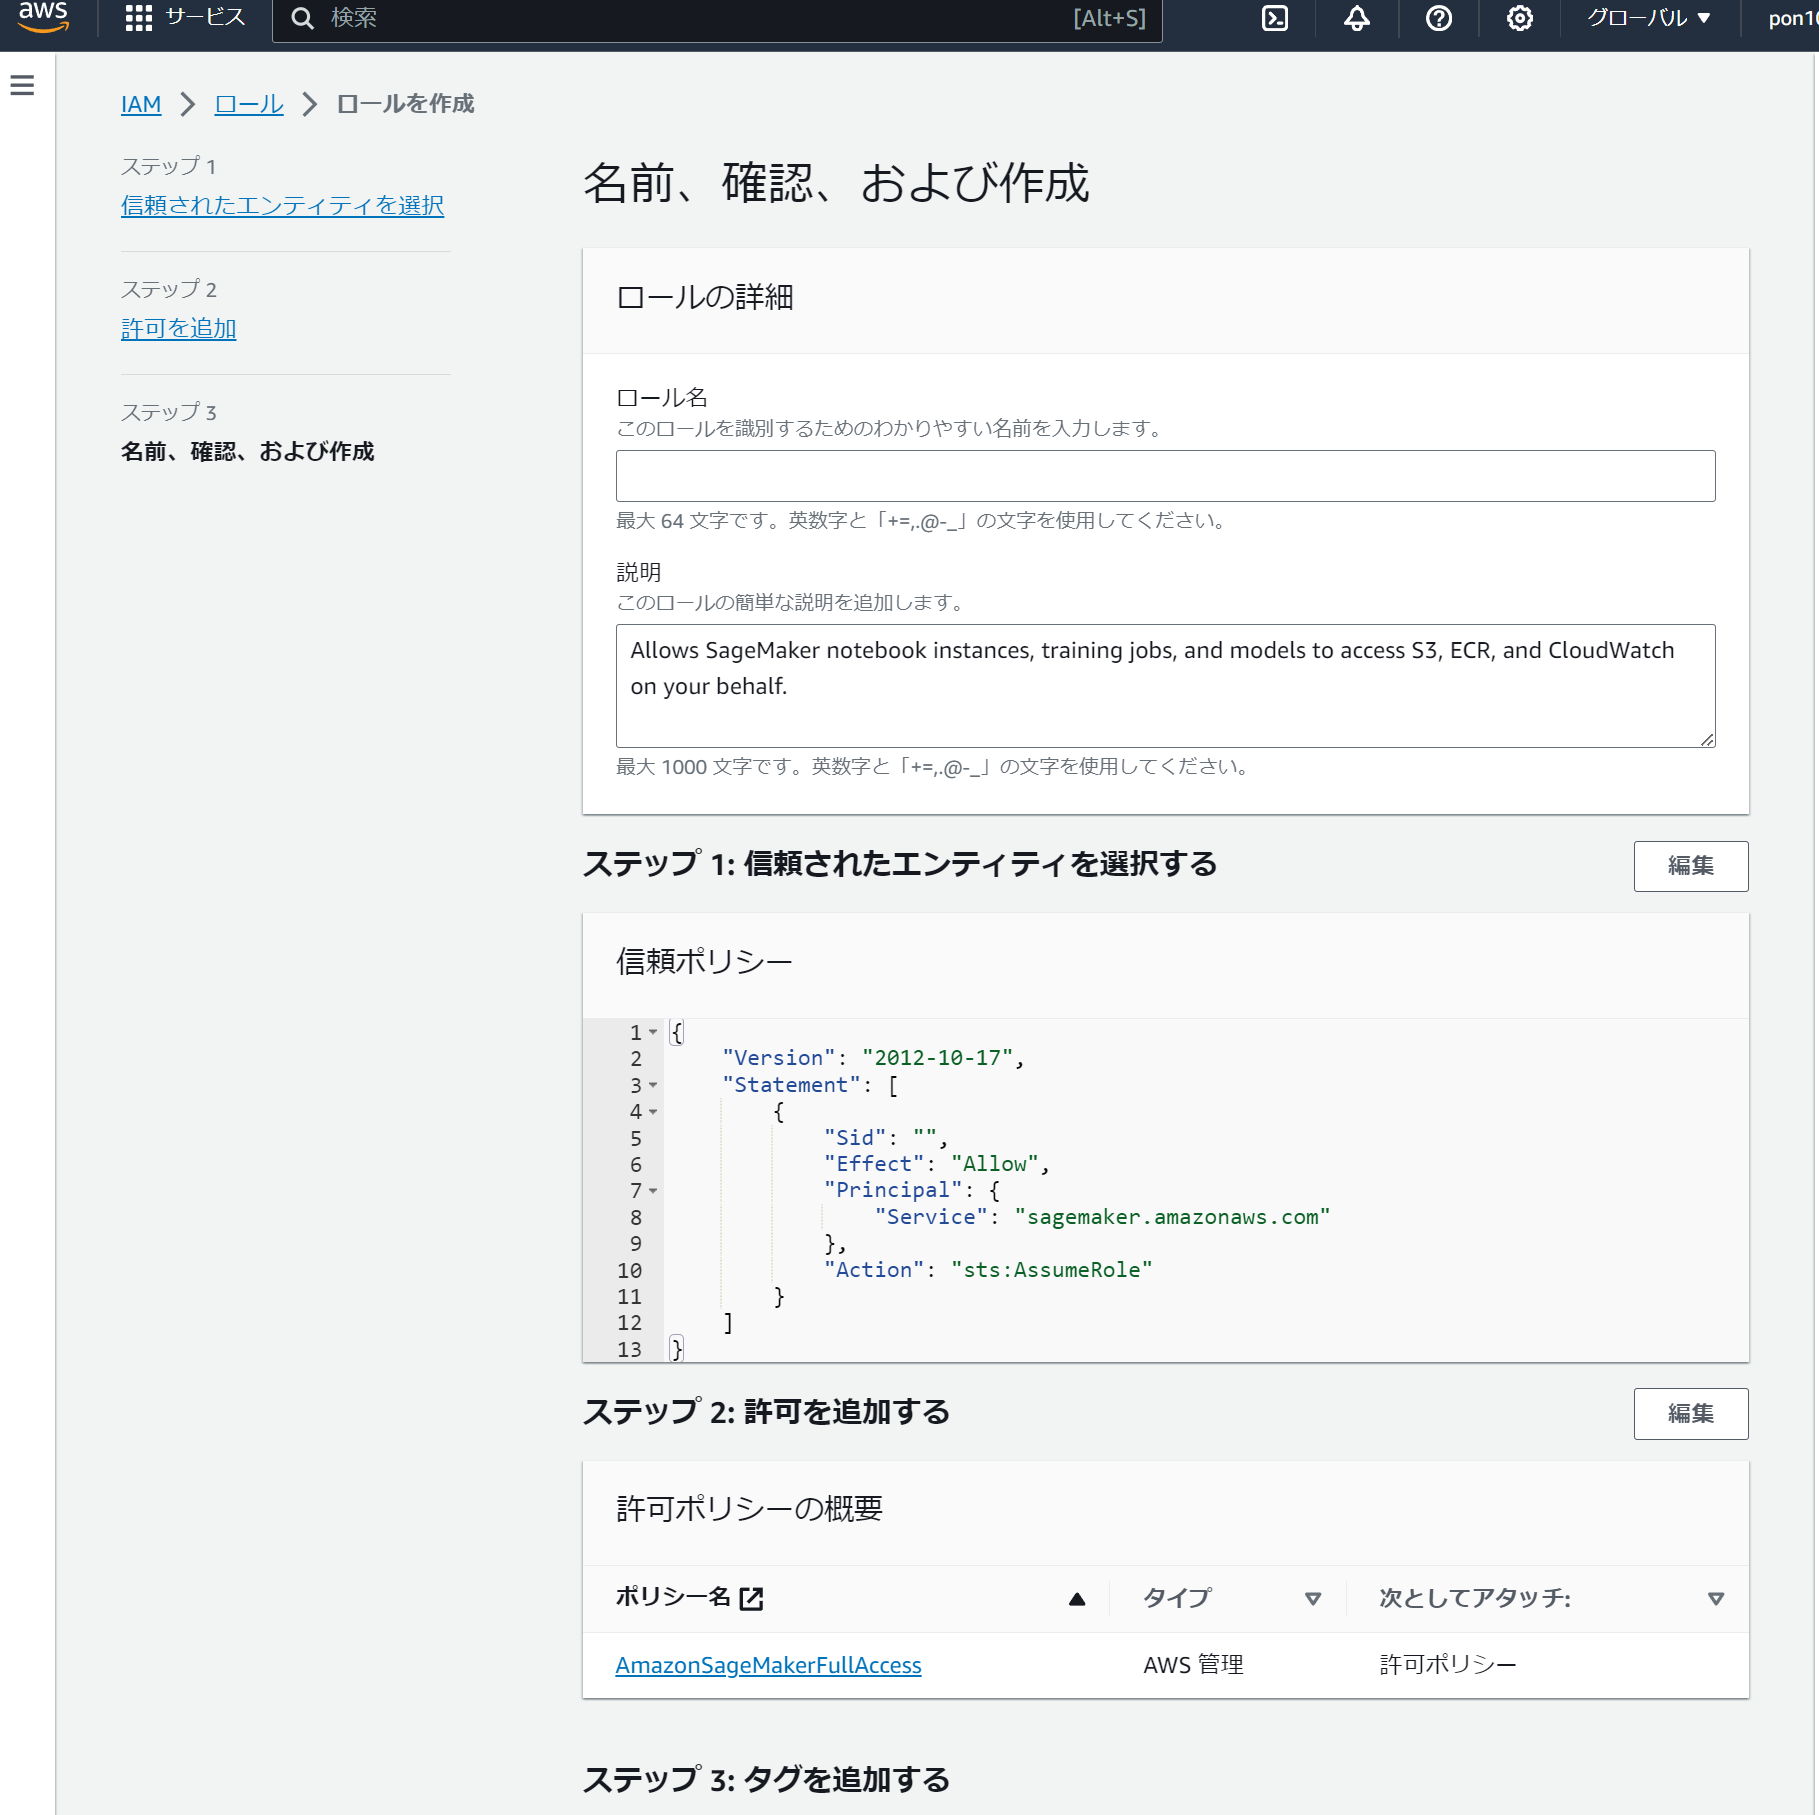 aws
サービス
検索
[Alt+S]
グローバル ▼
IAM > ロール > ロールを作成
ステップ 1
信頼されたエンティティを選択
ステップ 2
許可を追加
ステップ 3
名前、確認、および作成
名前、確認、および作成
ロールの詳細
ロール名
このロールを識別するためのわかりやすい名前を入力します。
最大 64 文字です。英数字と「+=,.@-_」の文字を使用してください。
説明
このロールの簡単な説明を追加します。
Allows SageMaker notebook instances, training jobs, and models to access S3, ECR, and CloudWatch
on your behalf.
最大 1000 文字です。英数字と「+=,.@-_」の文字を使用してください。
ステップ 1: 信頼されたエンティティを選択する
編集
信頼ポリシー
1 {
2 "Version": "2012-10-17",
3 "Statement": [
4 {
5 "Sid": "",
6 "Effect": "Allow",
7 "Principal": {
8 "Service": "sagemaker.amazonaws.com"
9 },
10 "Action": "sts:AssumeRole"
11 }
12 ]
13 }
ステップ 2: 許可を追加する
編集
許可ポリシーの概要
ポリシー名
タイプ
次としてアタッチ:
AmazonSageMakerFullAccess
AWS 管理
許可ポリシー
ステップ 3: タグを追加する